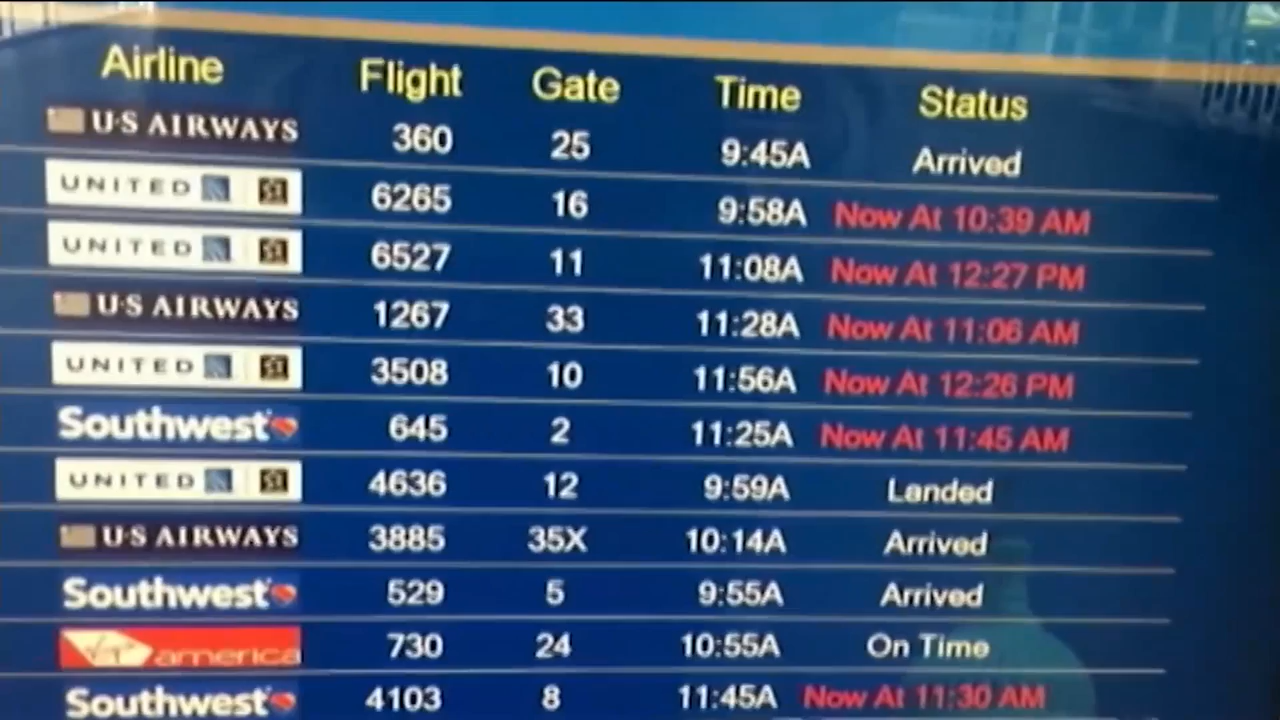 Airline Flight Gate Time Status
U·S AIRWAYS 360 25 9:45A Arrived
UNITED 6265 16 9:58A Now At 10:39 AM
UNITED 6527 11 11:08A Now At 12:27 PM
U·S AIRWAYS 1267 33 11:28A Now At 11:06 AM
UNITED 3508 10 11:56A Now At 12:26 PM
Southwest 645 2 11:25A Now At 11:45 AM
UNITED 4636 12 9:59A Landed
U·S AIRWAYS 3885 35X 10:14A Arrived
Southwest 529 5 9:55A Arrived
america 730 24 10:55A On Time
Southwest 4103 8 11:45A Now At 11:30 AM